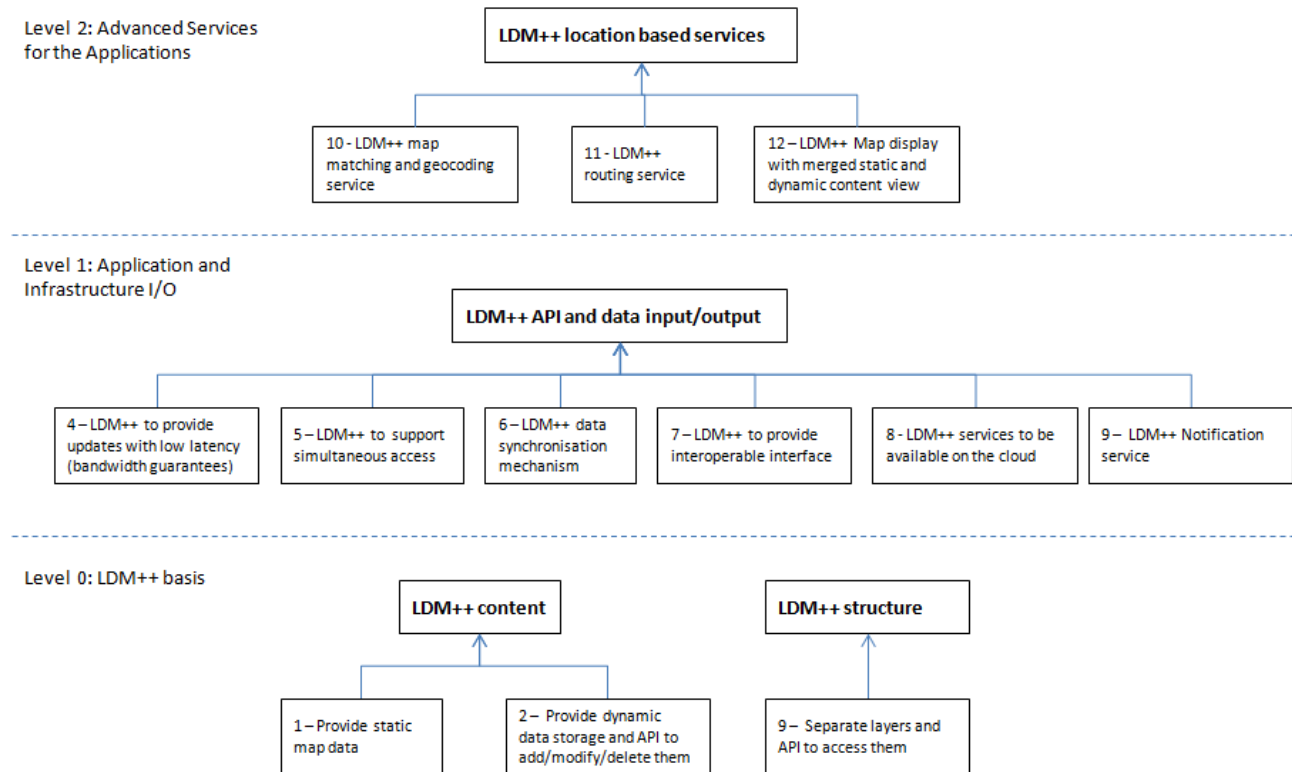 Level 2: Advanced Services
for the Applications
LDM++ location based services
10 - LDM++ map
matching and geocoding
service
11 - LDM++
routing service
12 – LDM++ Map display
with merged static and
dynamic content view
Level 1: Application and
Infrastructure I/O
LDM++ API and data input/output
4 – LDM++ to provide
updates with low latency
(bandwidth guarantees)
5 – LDM++ to support
simultaneous access
6 – LDM++ data
synchronisation
mechanism
7 – LDM++ to provide
interoperable interface
8 - LDM++ services to be
available on the cloud
9 – LDM++ Notification
service
Level 0: LDM++ basis
LDM++ content
LDM++ structure
1 – Provide static
map data
2 – Provide dynamic
data storage and API to
add/modify/delete them
9 – Separate layers and
API to access them